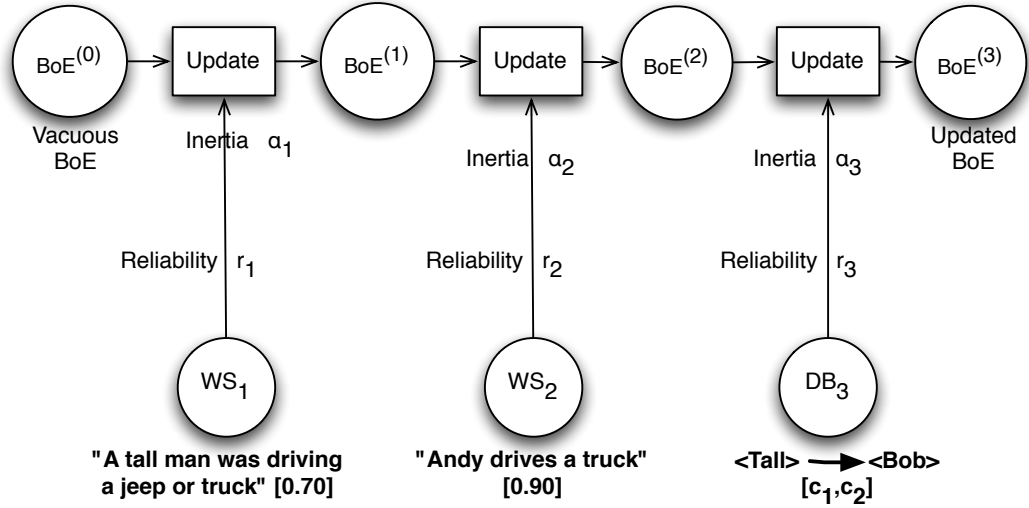 BoE(0)
Update
BoE(1)
Update
BoE(2)
Update
BoE(3)
Vacuous
BoE
Inertia α1
Inertia α2
Inertia α3
Updated
BoE
Reliability r1
Reliability r2
Reliability r3
WS1
WS2
DB3
"A tall man was driving
a jeep or truck" [0.70]
"Andy drives a truck"
[0.90]
<Tall> <Bob>
[c1,c2]